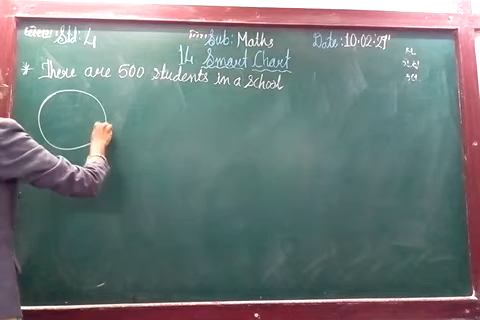 Std: 4 Sub: Maths Date: 10:02:21
14 Smart Chart
* There are 500 students in a school